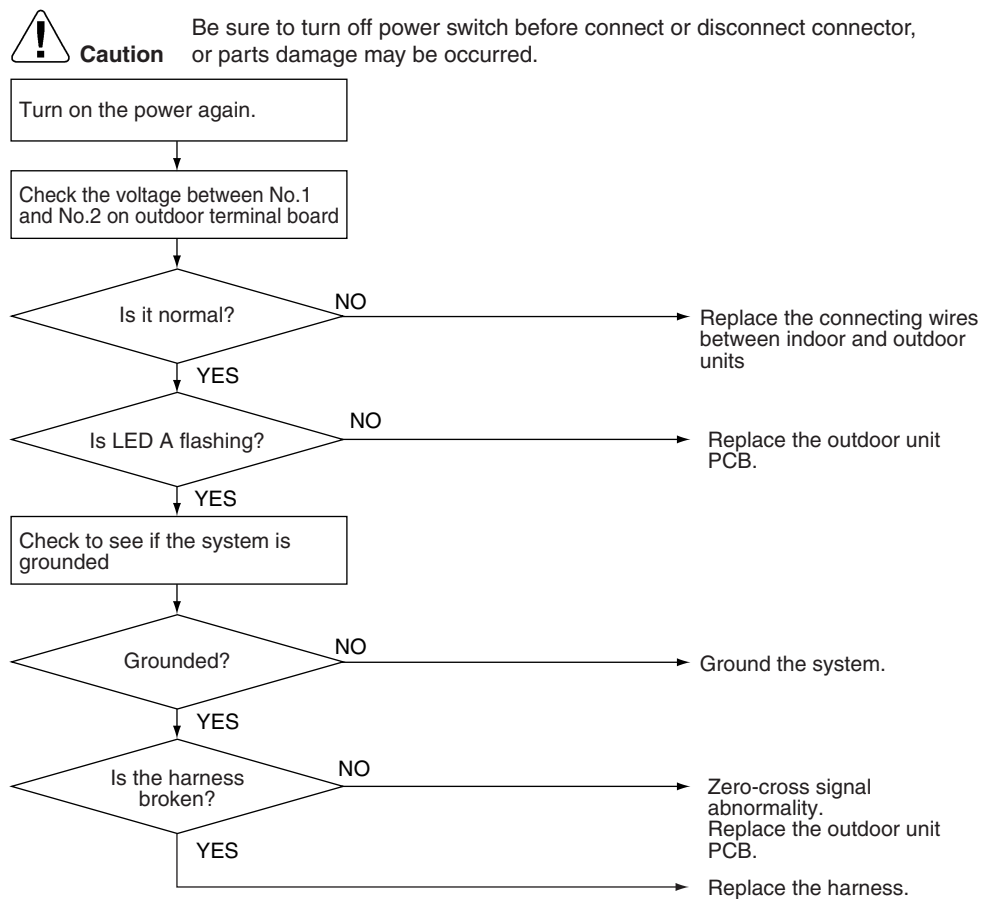 Be sure to turn off power switch before connect or disconnect connector,
Caution or parts damage may be occurred.
Turn on the power again.
Check the voltage between No.1
and No.2 on outdoor terminal board
Is it normal?
NO
Replace the connecting wires
between indoor and outdoor
units
YES
Is LED A flashing?
NO
Replace the outdoor unit
PCB.
YES
Check to see if the system is
grounded
Grounded?
NO
Ground the system.
YES
Is the harness
broken?
NO
Zero-cross signal
abnormality.
Replace the outdoor unit
PCB.
YES
Replace the harness.